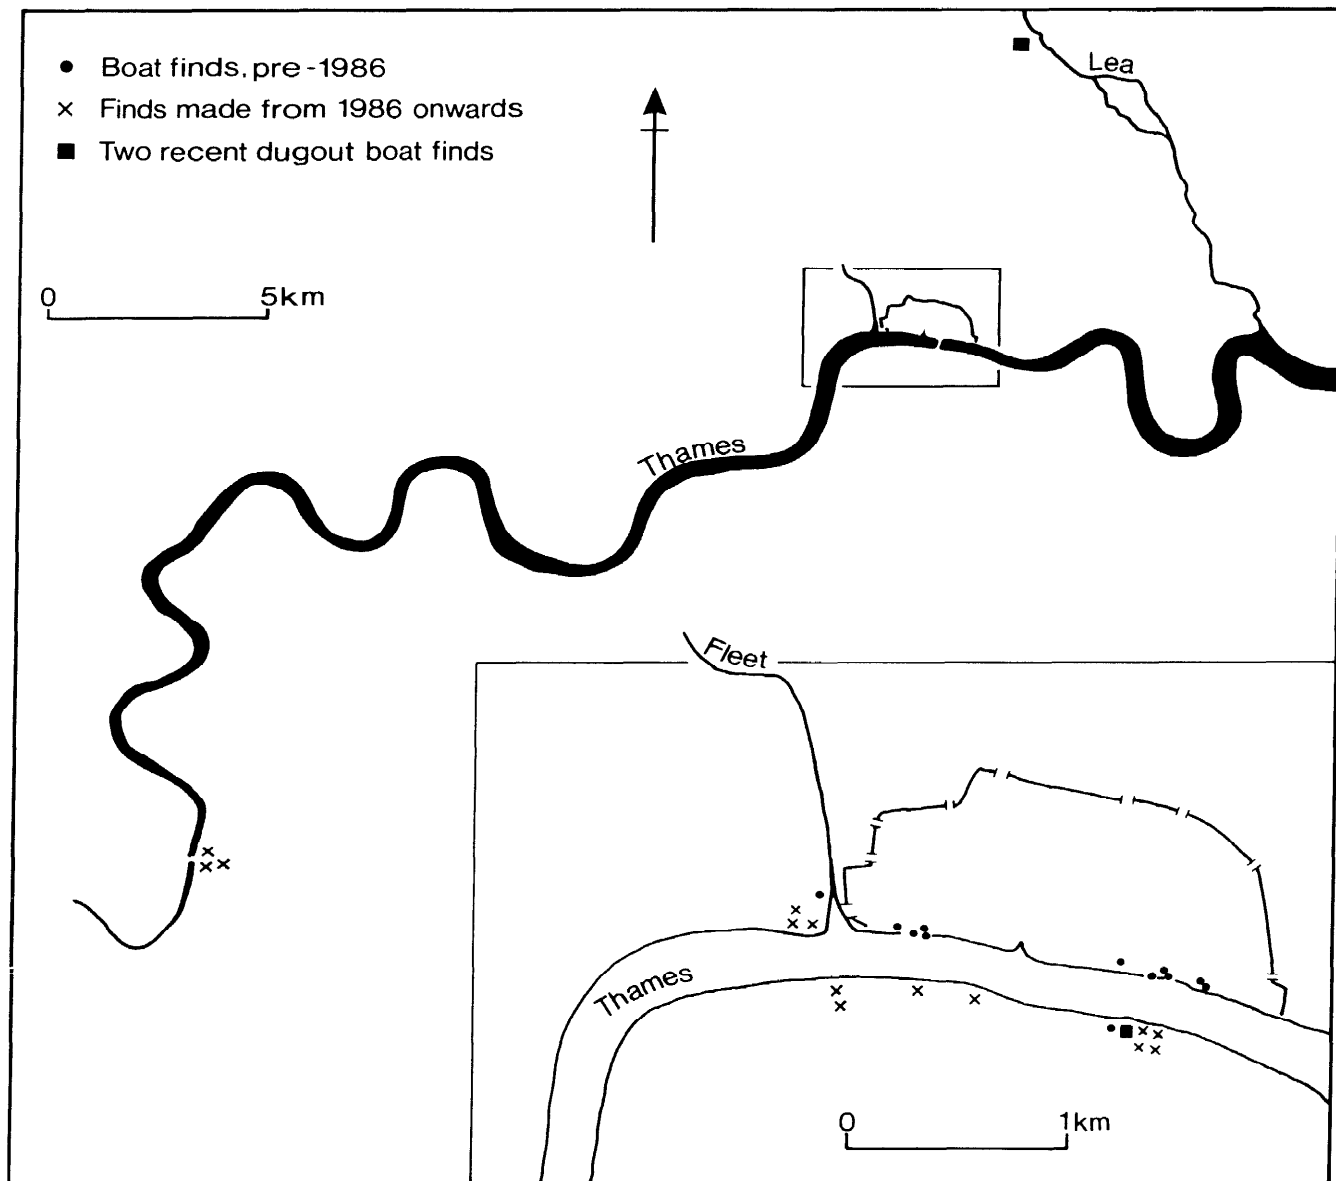 Boat finds, pre-1986
Finds made from 1986 onwards
Two recent dugout boat finds
Lea
0 5km
Thames
Fleet
Thames
0 1km